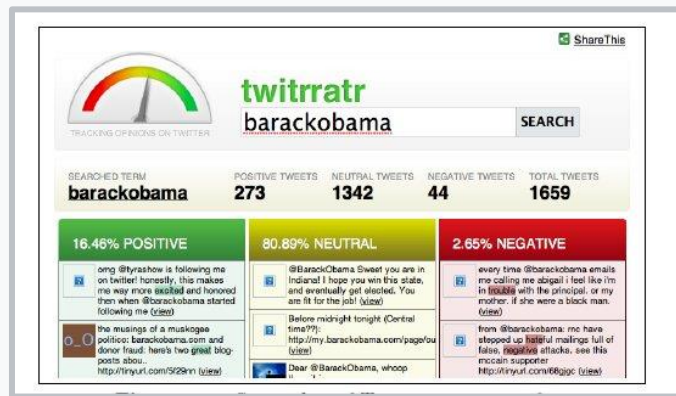 ShareThis
twitrratr
TRACKING OPINIONS ON TWITTER
barackobama SEARCH
SEARCHED TERM POSITIVE TWEETS NEUTRAL TWEETS NEGATIVE TWEETS TOTAL TWEETS
barackobama 273 1342 44 1659
16.46% POSITIVE
omg @tyrashow is following me
on twitter! honestly, this makes
me way more excited and honored
then when @barackobama started
following me (view)
o_O
the musings of a muskogee
politico: barackobama.com and
donor fraud: here's two great blog-
posts abou..
http://tinyurl.com/5f29nn (view)
80.89% NEUTRAL
@BarackObama Sweet you are in
Indiana! I hope you win this state,
and eventually get elected. You
are fit for the job! (view)
Before midnight tonight (Central
time??):
http://my.barackobama.com/page/ou
(view)
Dear @BarackObama, whoop
2.65% NEGATIVE
every time @barackobama emails
me calling me abigail i feel like i'm
in trouble with the principal. or my
mother. if she were a black man.
(view)
from @barackobama: rnc have
stepped up hateful mailings full of
false, negative attacks. see this
mccain supporter
http://tinyurl.com/68gjgc (view)